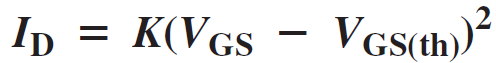 I_D = K(V_GS − V_GS(th))²